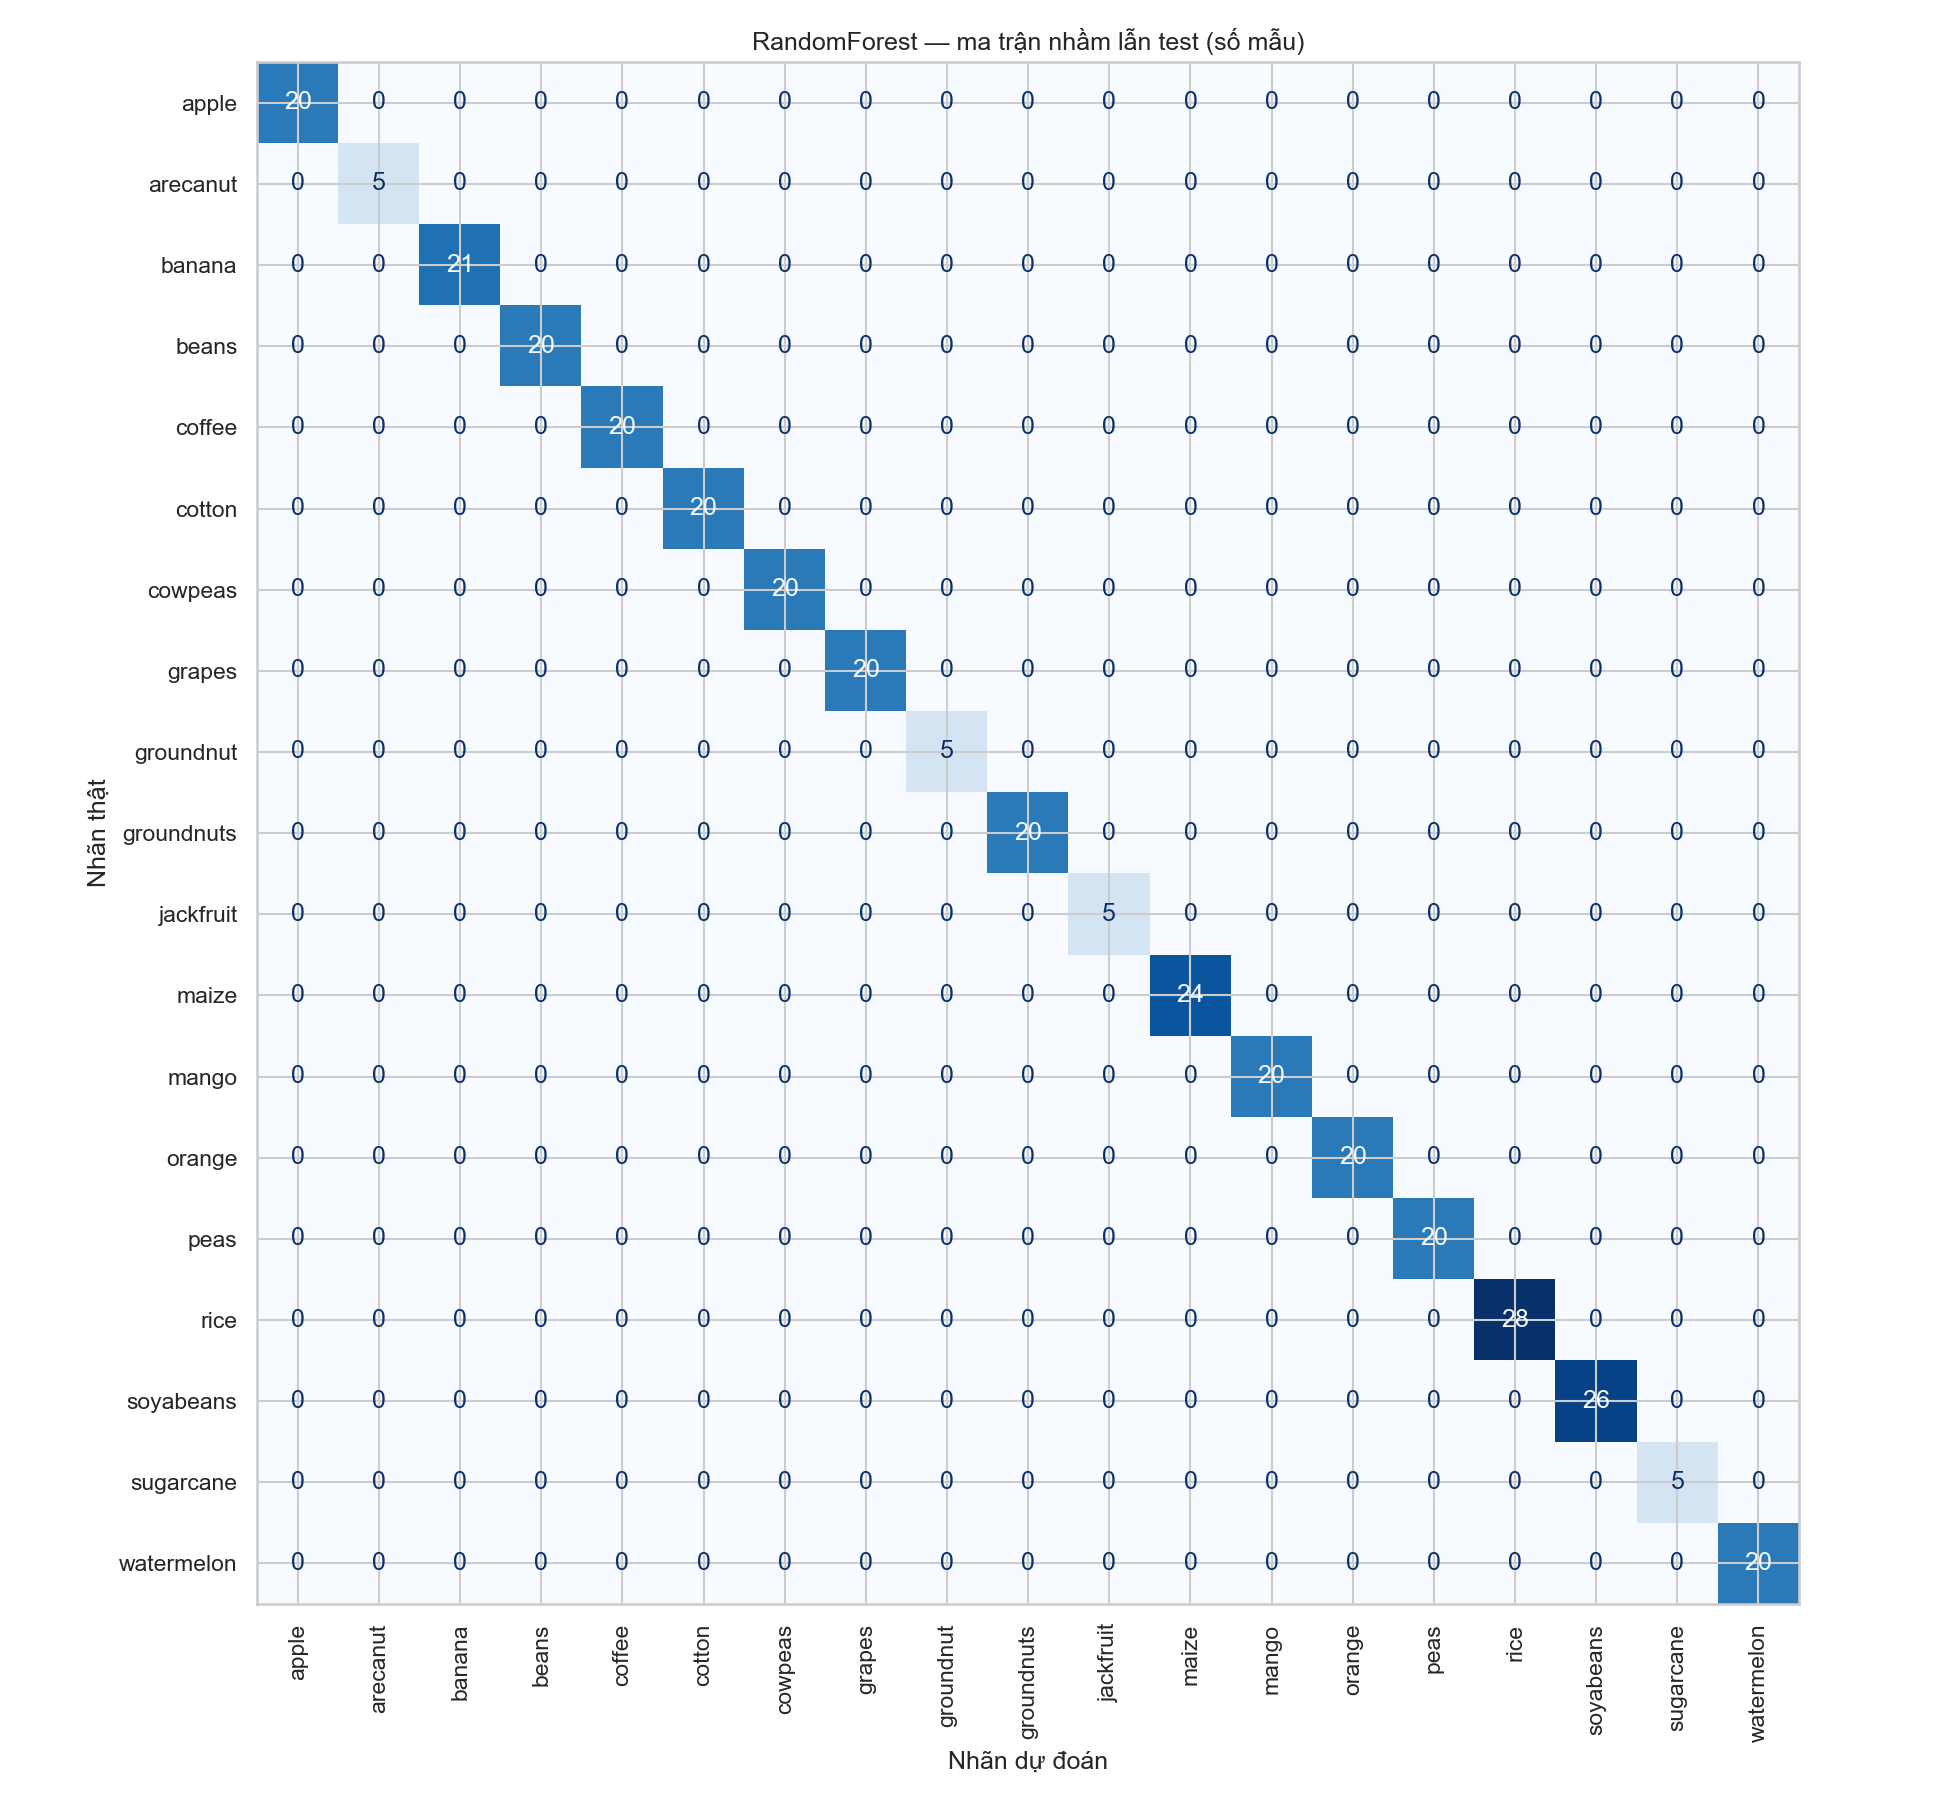 RandomForest — ma trận nhầm lẫn test (số mẫu)
apple 20 0 0 0 0 0 0 0 0 0 0 0 0 0 0 0 0 0 0
arecanut 0 5 0 0 0 0 0 0 0 0 0 0 0 0 0 0 0 0 0
banana 0 0 21 0 0 0 0 0 0 0 0 0 0 0 0 0 0 0 0
beans 0 0 0 20 0 0 0 0 0 0 0 0 0 0 0 0 0 0 0
coffee 0 0 0 0 20 0 0 0 0 0 0 0 0 0 0 0 0 0 0
cotton 0 0 0 0 0 20 0 0 0 0 0 0 0 0 0 0 0 0 0
cowpeas 0 0 0 0 0 0 20 0 0 0 0 0 0 0 0 0 0 0 0
grapes 0 0 0 0 0 0 0 20 0 0 0 0 0 0 0 0 0 0 0
groundnut 0 0 0 0 0 0 0 0 5 0 0 0 0 0 0 0 0 0 0
groundnuts 0 0 0 0 0 0 0 0 0 20 0 0 0 0 0 0 0 0 0
jackfruit 0 0 0 0 0 0 0 0 0 0 5 0 0 0 0 0 0 0 0
maize 0 0 0 0 0 0 0 0 0 0 0 24 0 0 0 0 0 0 0
mango 0 0 0 0 0 0 0 0 0 0 0 0 20 0 0 0 0 0 0
orange 0 0 0 0 0 0 0 0 0 0 0 0 0 20 0 0 0 0 0
peas 0 0 0 0 0 0 0 0 0 0 0 0 0 0 20 0 0 0 0
rice 0 0 0 0 0 0 0 0 0 0 0 0 0 0 0 28 0 0 0
soyabeans 0 0 0 0 0 0 0 0 0 0 0 0 0 0 0 0 26 0 0
sugarcane 0 0 0 0 0 0 0 0 0 0 0 0 0 0 0 0 0 5 0
watermelon 0 0 0 0 0 0 0 0 0 0 0 0 0 0 0 0 0 0 20
Nhãn thật
apple arecanut banana beans coffee cotton cowpeas grapes groundnut groundnuts jackfruit maize mango orange peas rice soyabeans sugarcane watermelon
Nhãn dự đoán